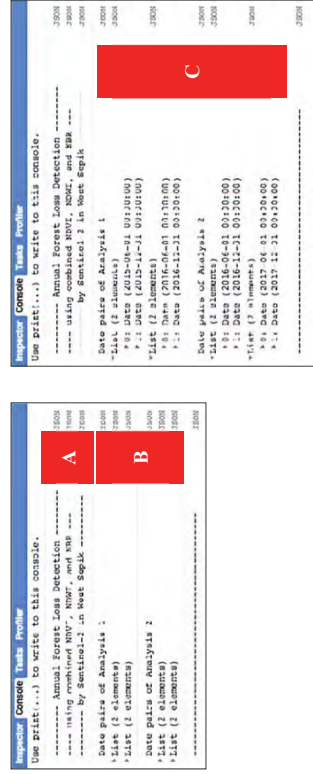 Inspector Console Tasks Profiler
Use print(...) to write to this console.
--------- Annual Forest Loss Detection -------- JSON
---- using combined NDVI, NDWI, and NBR --- JSON
--------- by Sentinel-2 in West Sepik -------- JSON
A
Date pairs of Analysis 1 JSON
▸List (2 elements) JSON
▸List (2 elements) JSON
B
Date pairs of Analysis 2 JSON
▸List (2 elements) JSON
▸List (2 elements) JSON
---------------------------------------------- JSON
Inspector Console Tasks Profiler
Use print(...) to write to this console.
--------- Annual Forest Loss Detection -------- JSON
---- using combined NDVI, NDWI, and NBR --- JSON
by Sentinel 2 in West Sepik JSON
Date pairs of Analysis 1 JSON
▾List (2 elements) JSON
▸0: Date (2015-06-01 00:00:00)
▸1: Date (2015-12-31 00:00:00)
▾List (2 elements) JSON
▸0: Date (2016-06-01 00:00:00)
▸1: Date (2016-12-31 00:00:00)
C
Date pairs of Analysis 2 JSON
▾List (2 elements) JSON
▸0: Date (2016-06-01 00:00:00)
▸1: Date (2016-12-31 00:00:00)
▾List (2 elements) JSON
▸0: Date (2017 06 01 00:00:00)
▸1: Date (2017 12 31 00:00:00)
---------------------------------------------- JSON